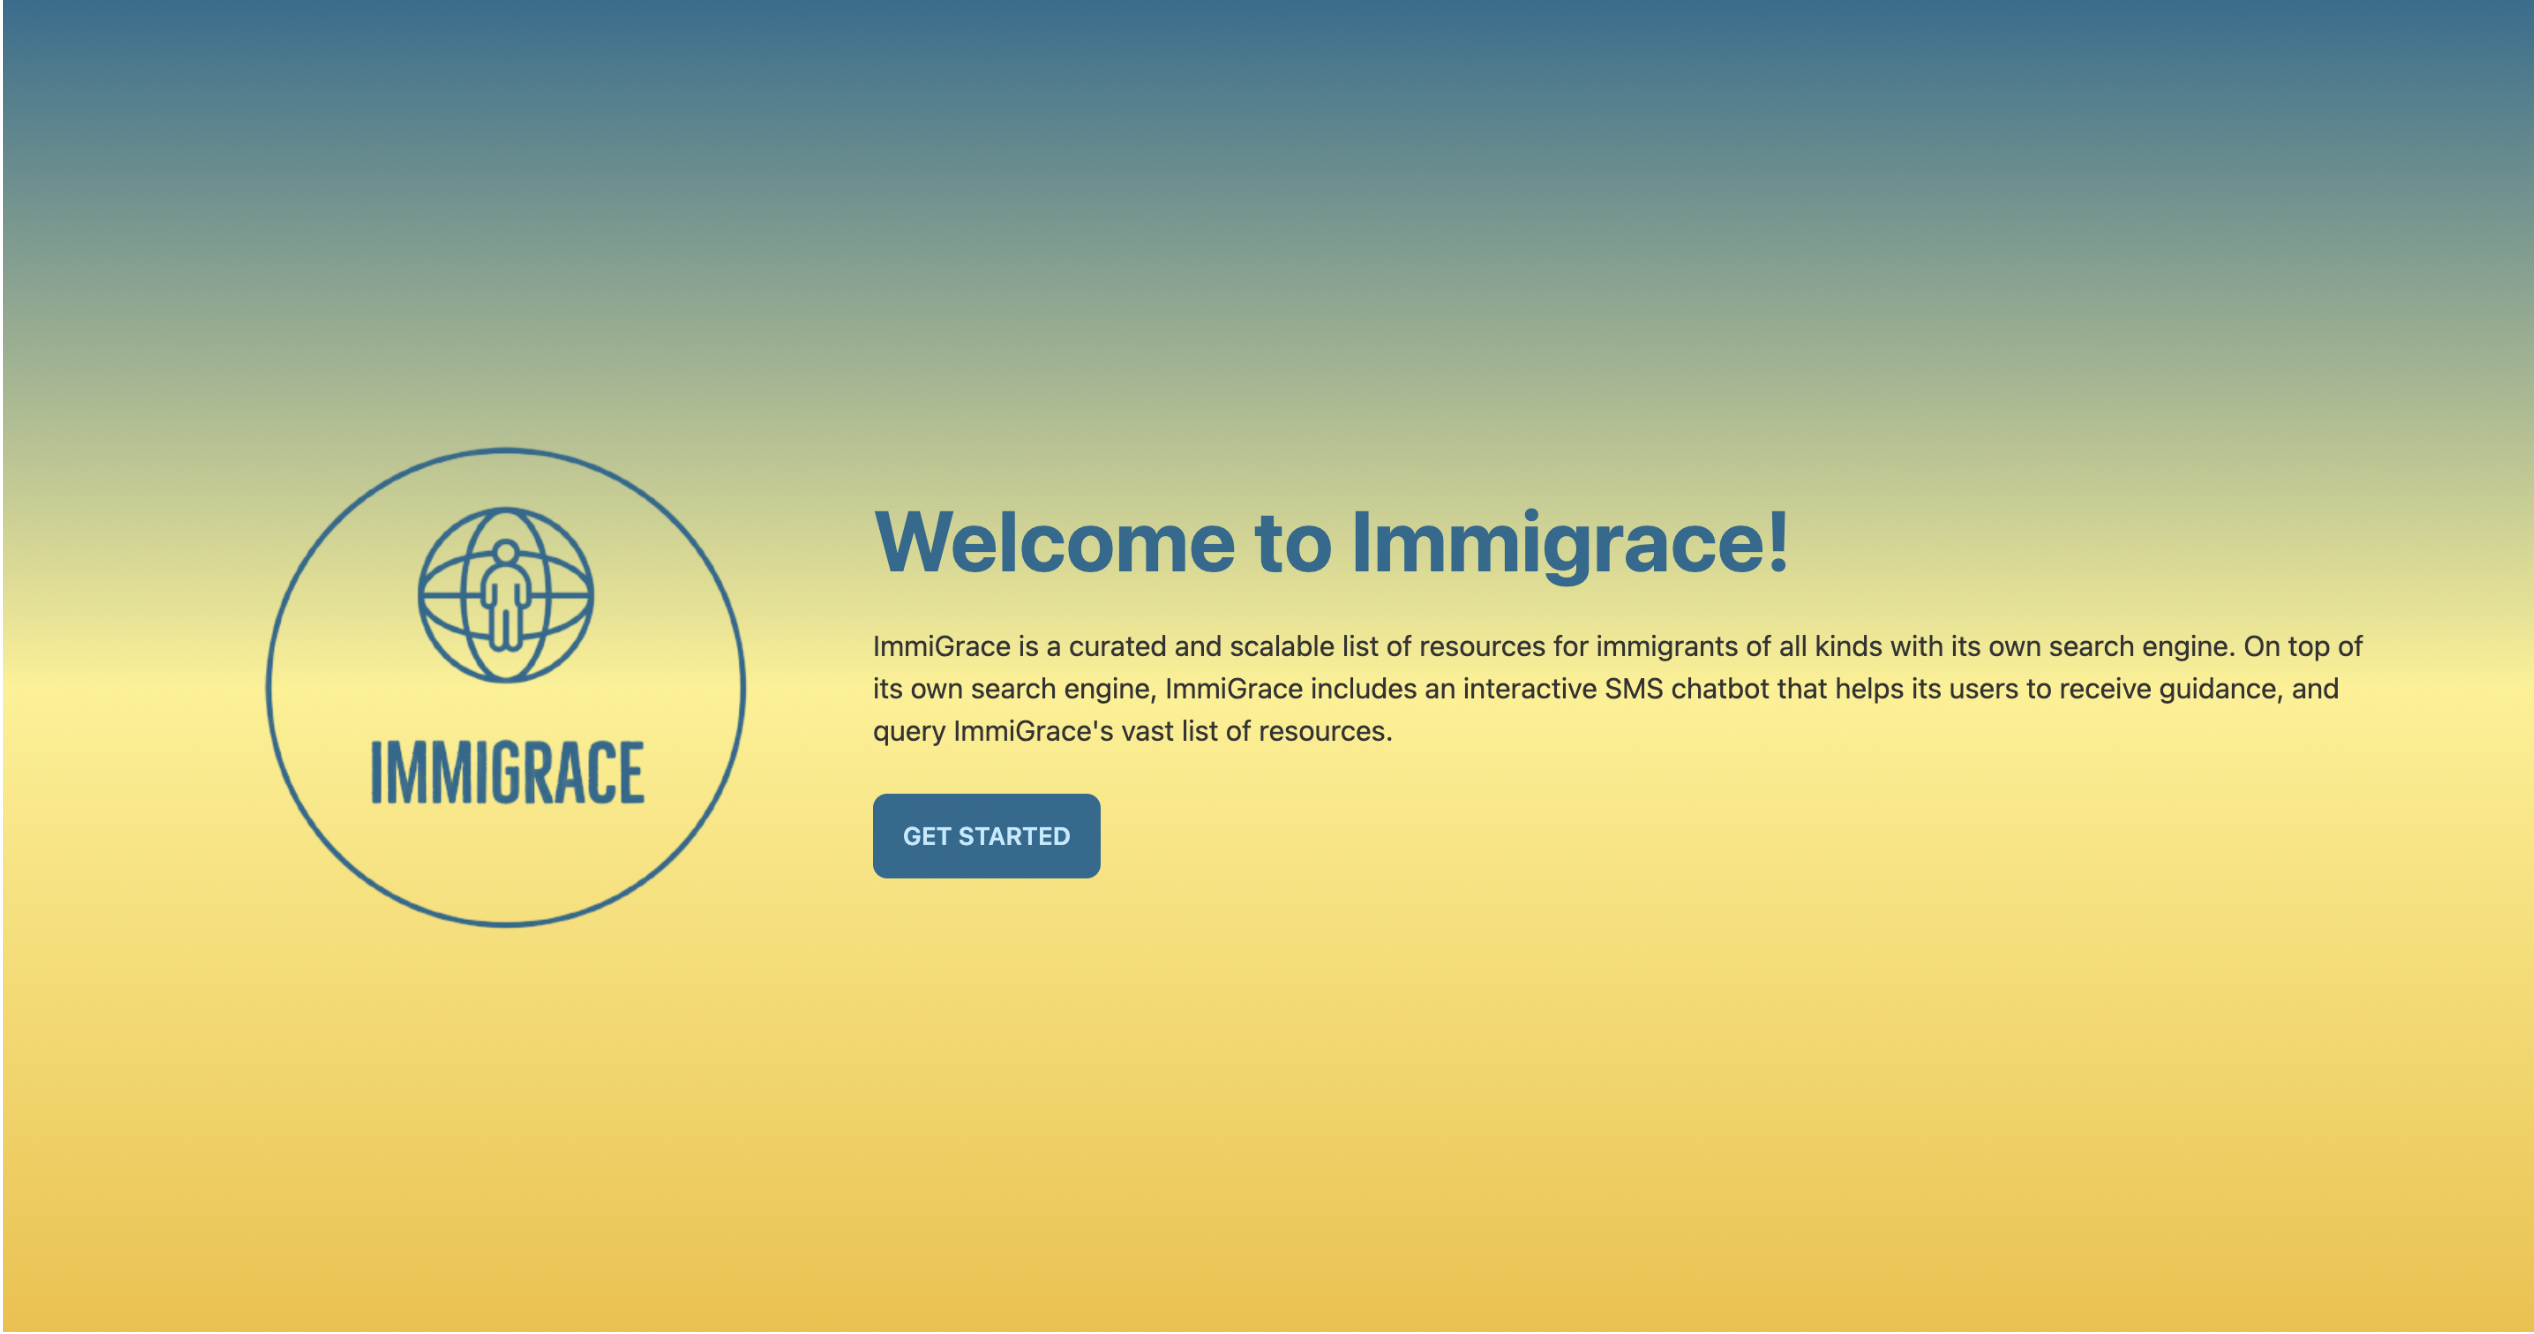 IMMIGRACE
Welcome to Immigrace!
ImmiGrace is a curated and scalable list of resources for immigrants of all kinds with its own search engine. On top of
its own search engine, ImmiGrace includes an interactive SMS chatbot that helps its users to receive guidance, and
query ImmiGrace's vast list of resources.
GET STARTED